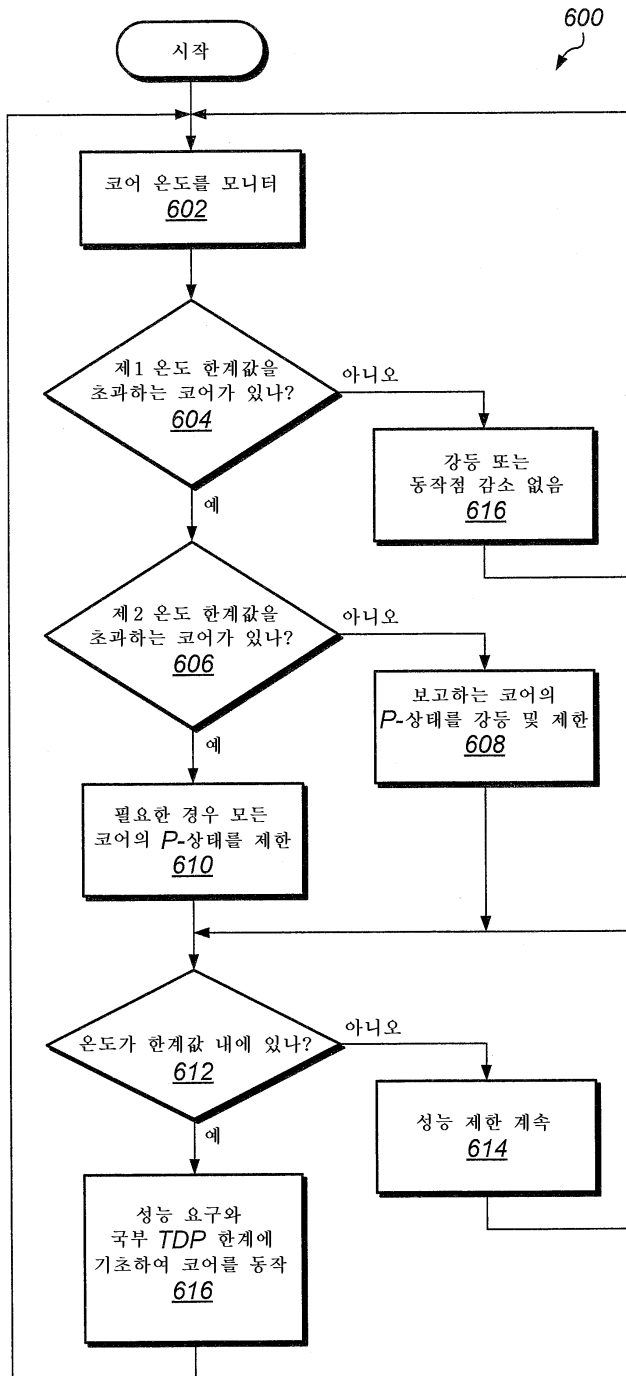 600
시작
코어 온도를 모니터
602
제1 온도 한계값을
초과하는 코어가 있나?
604
아니오
예
강등 또는
동작점 감소 없음
616
제2 온도 한계값을
초과하는 코어가 있나?
606
아니오
예
보고하는 코어의
P-상태를 강등 및 제한
608
필요한 경우 모든
코어의 P-상태를 제한
610
온도가 한계값 내에 있나?
612
아니오
예
성능 제한 계속
614
성능 요구와
국부 TDP 한계에
기초하여 코어를 동작
616